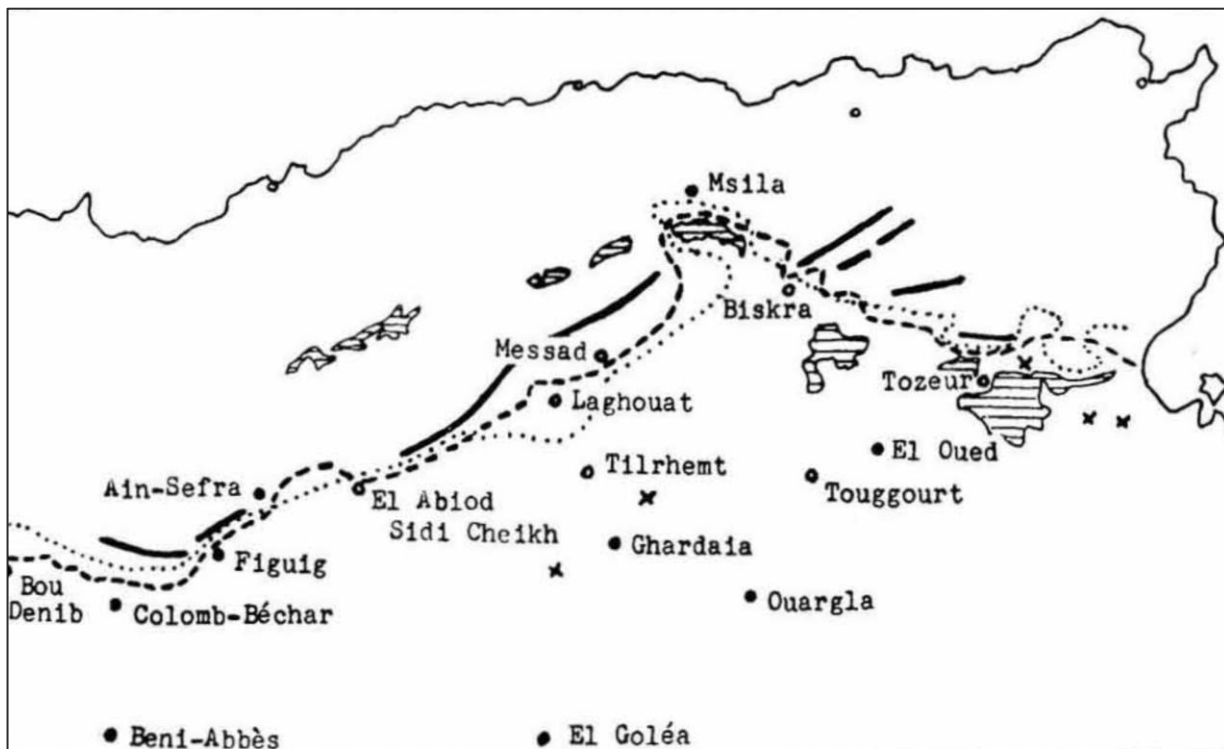 Msila
Biskra
Messad
Tozeur
Laghouat
El Oued
Tilrhemt
Touggourt
Ain-Sefra
El Abiod
Sidi Cheikh
Ghardaia
Figuig
Ouargla
Bou
Denib
Colomb-Béchar
Beni-Abbès
El Goléa